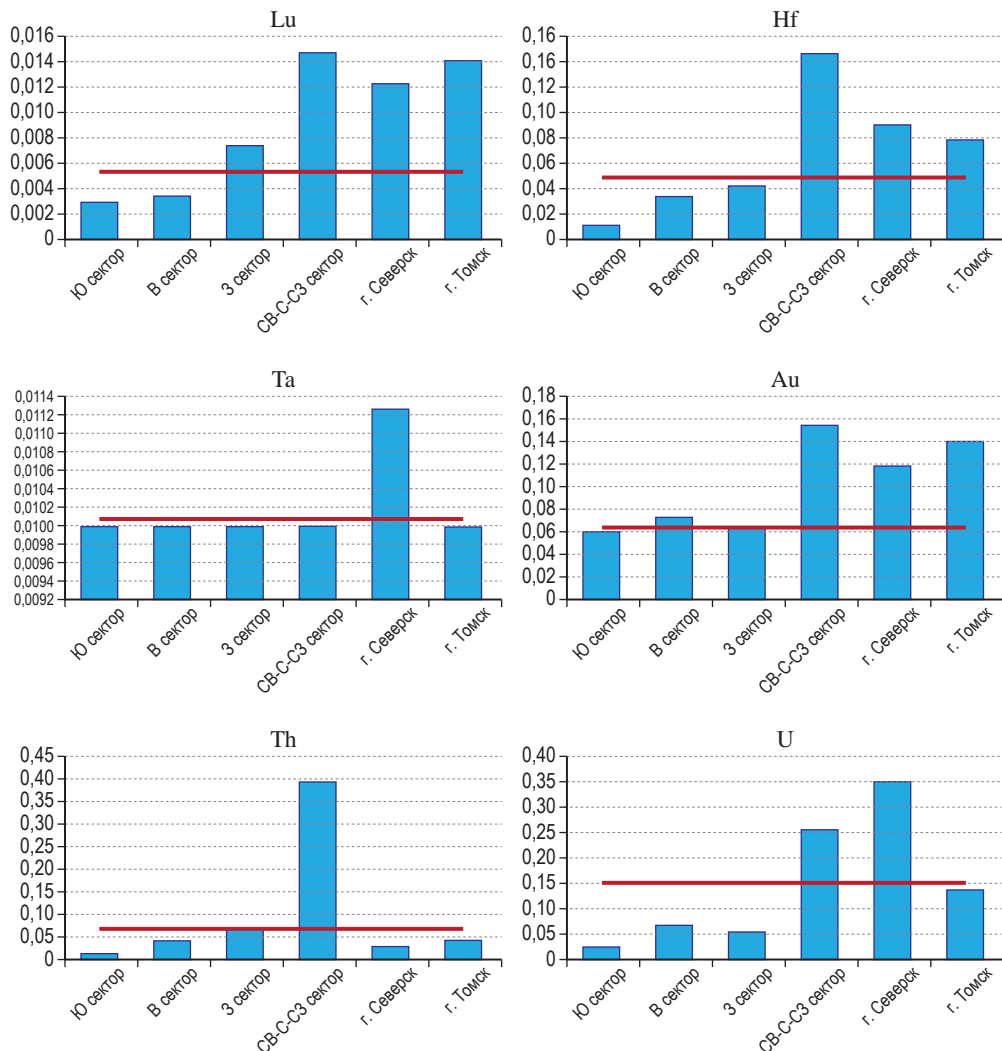 Lu
0,016
0,014
0,012
0,010
0,008
0,006
0,004
0,002
0
Ю сектор
В сектор
З сектор
СВ-С-СЗ сектор
г. Северск
г. Томск
Hf
0,16
0,14
0,12
0,10
0,08
0,06
0,04
0,02
0
Ю сектор
В сектор
З сектор
СВ-С-СЗ сектор
г. Северск
г. Томск
Ta
0,0114
0,0112
0,0110
0,0106
0,0104
0,0102
0,0100
0,0098
0,0096
0,0094
0,0092
Ю сектор
В сектор
З сектор
СВ-С-СЗ сектор
г. Северск
г. Томск
Au
0,18
0,16
0,14
0,12
0,10
0,08
0,06
0,04
0,02
0
Ю сектор
В сектор
З сектор
СВ-С-СЗ сектор
г. Северск
г. Томск
Th
0,45
0,40
0,35
0,30
0,25
0,20
0,15
0,10
0,05
0
Ю сектор
В сектор
З сектор
СВ-С-СЗ сектор
г. Северск
г. Томск
U
0,40
0,35
0,30
0,25
0,20
0,15
0,10
0,05
0
Ю сектор
В сектор
З сектор
СВ-С-СЗ сектор
г. Северск
г. Томск